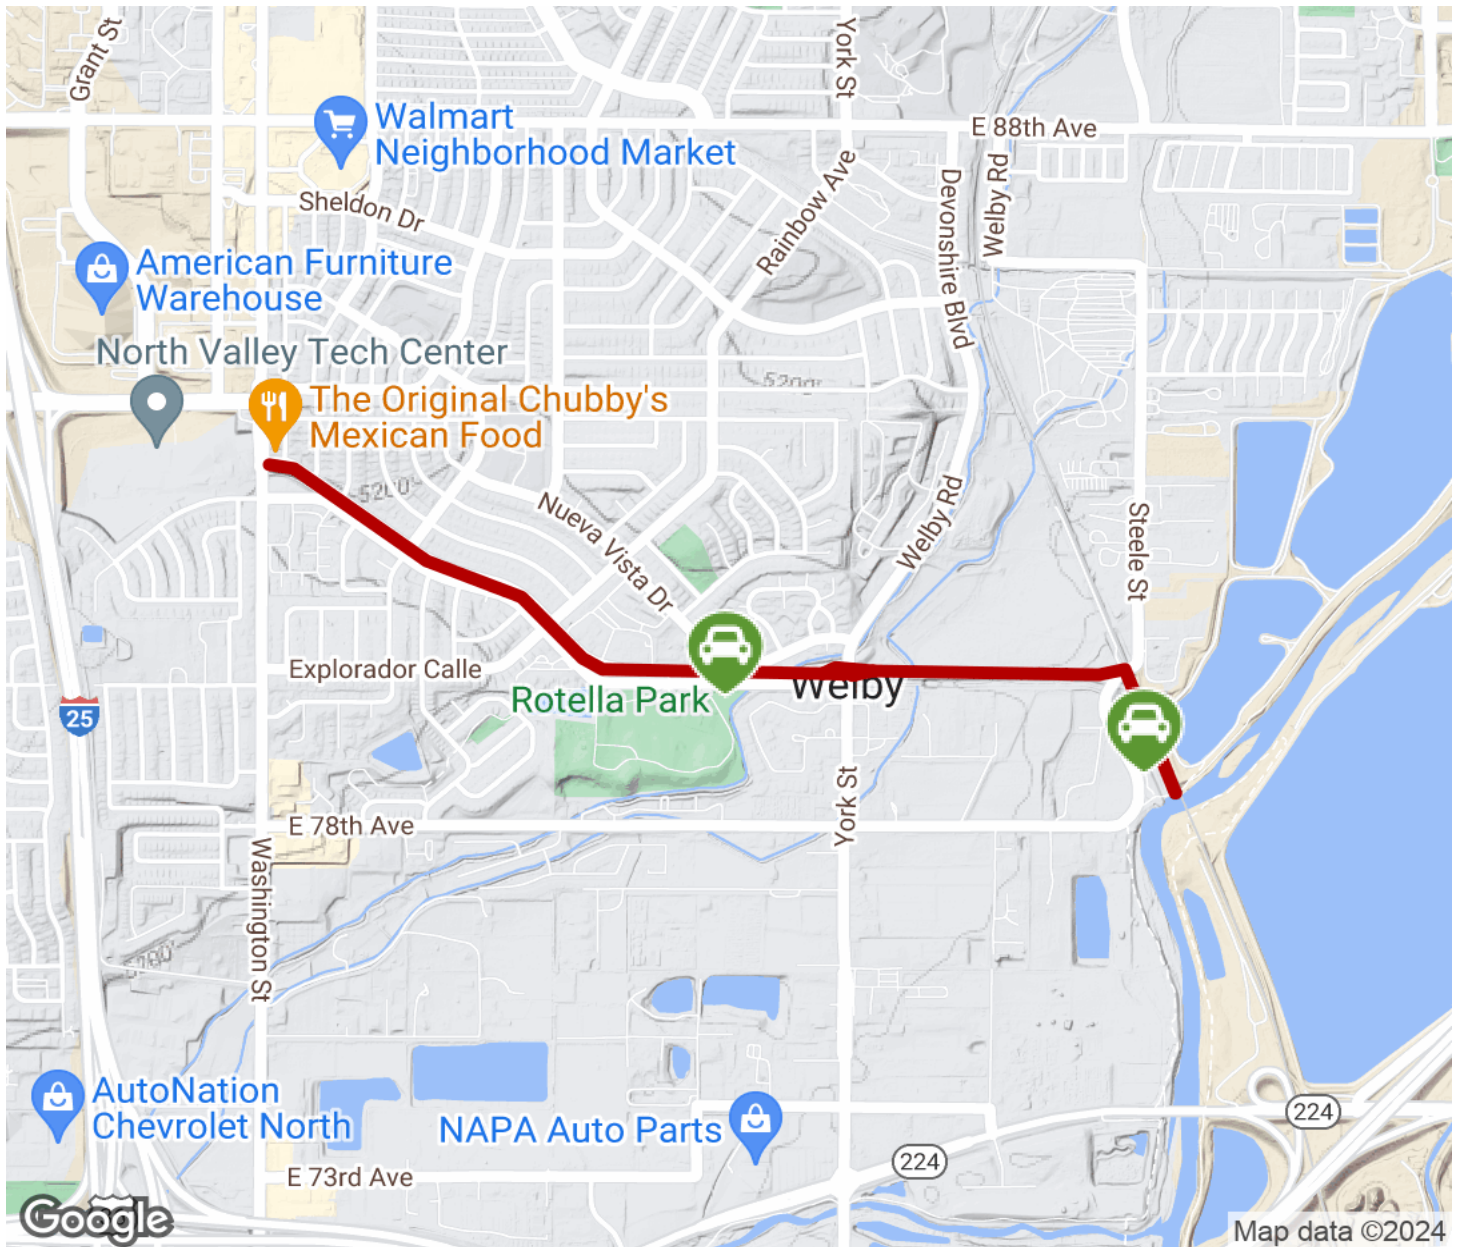 Grant St
York St
Walmart
Neighborhood Market
E 88th Ave
Sheldon Dr
Rainbow Ave
Devonshire Blvd
Welby Rd
American Furniture
Warehouse
North Valley Tech Center
5200'
The Original Chubby's
Mexican Food
5200'
Nueva Vista Dr
Welby Rd
Steele St
Explorador Calle
Rotella Park
Welby
25
E 78th Ave
York St
Washington St
AutoNation
Chevrolet North
NAPA Auto Parts
224
224
E 73rd Ave
Google
Map data ©2024